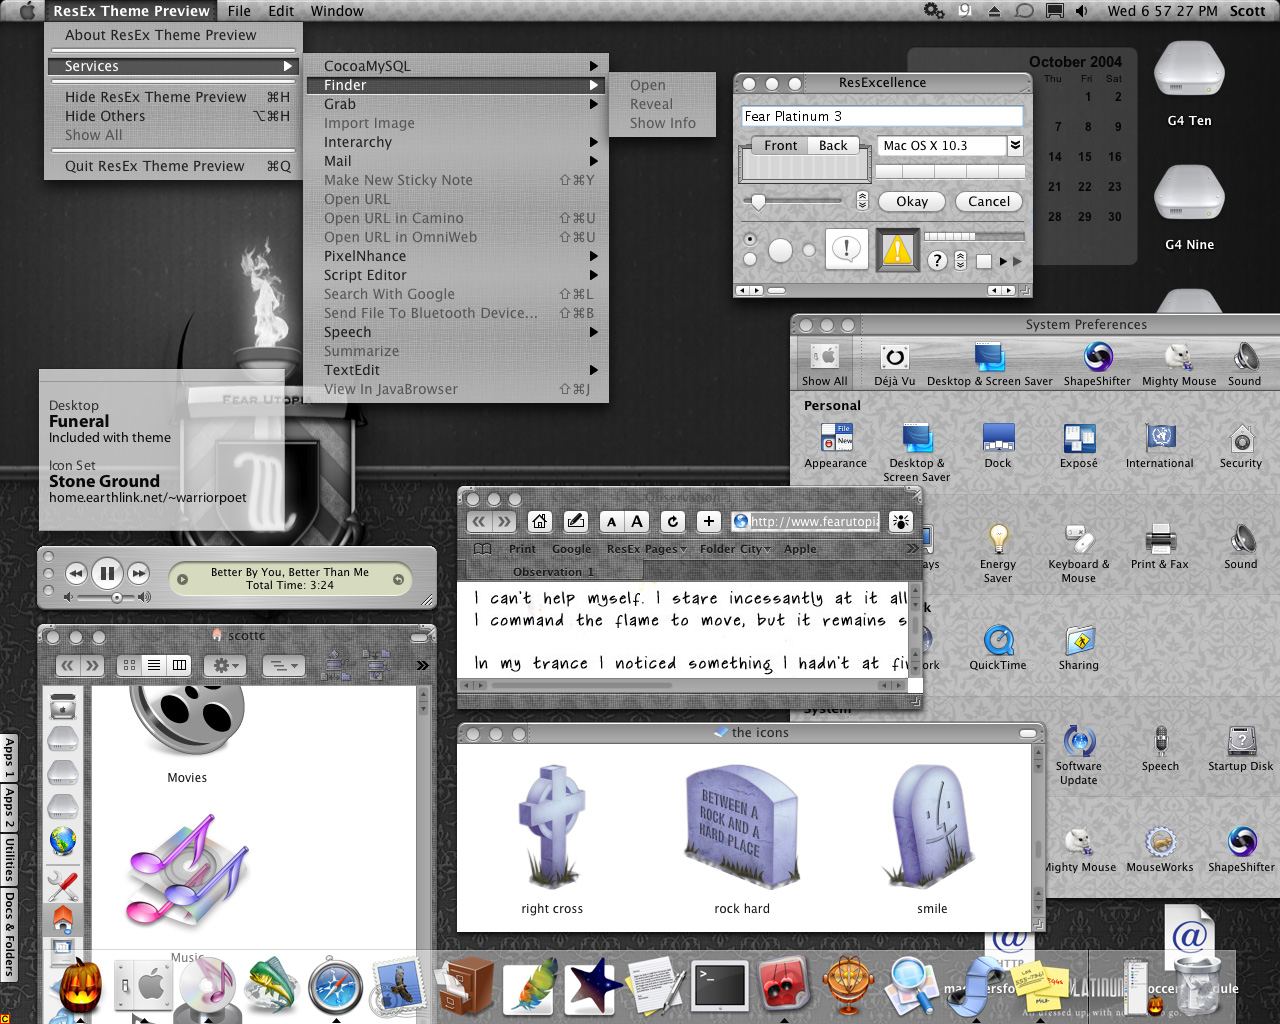 ResEx Theme Preview File Edit Window
Wed 6 57 27 PM Scott
About ResEx Theme Preview
Services
Hide ResEx Theme Preview ⌘H
Hide Others ⌥⌘H
Show All
Quit ResEx Theme Preview ⌘Q
CocoaMySQL
Finder
Grab
Import Image
Interarchy
Mail
Make New Sticky Note ⇧⌘Y
Open URL
Open URL in Camino ⇧⌘U
Open URL in OmniWeb ⇧⌘U
PixelNhance
Script Editor
Search With Google ⇧⌘L
Send File To Bluetooth Device... ⇧⌘B
Speech
Summarize
TextEdit
View In JavaBrowser ⇧⌘J
Open
Reveal
Show Info
ResExcellence
Fear Platinum 3
Front Back
Mac OS X 10.3
Okay Cancel
October 2004
Thu Fri Sat
1 2
7 8 9
14 15 16
21 22 23
28 29 30
G4 Ten
G4 Nine
System Preferences
Show All Déjà Vu Desktop & Screen Saver ShapeShifter Mighty Mouse Sound
Personal
File
New
Appearance Desktop & Screen Saver Dock Exposé International Security
ays Energy Saver Keyboard & Mouse Print & Fax Sound
k
ork QuickTime Sharing
System
Software Update Speech Startup Disk
Mighty Mouse MouseWorks ShapeShifter
FEAR UTOPIA
Desktop
Funeral
Included with theme
Icon Set
Stone Ground
home.earthlink.net/~warriorpoet
Better By You, Better Than Me
Total Time: 3:24
Observation
http://www.fearutopia
Print Google ResEx Pages Folder City Apple
Observation 1
I can't help myself. I stare incessantly at it all
I command the flame to move, but it remains s
In my trance I noticed something I hadn't at fi
scottc
Movies
Music
Apps 1
Apps 2
Utilities
Docs & Folders
the icons
BETWEEN A
ROCK AND A
HARD PLACE
right cross rock hard smile
@
HTTP
@
PLATINUM